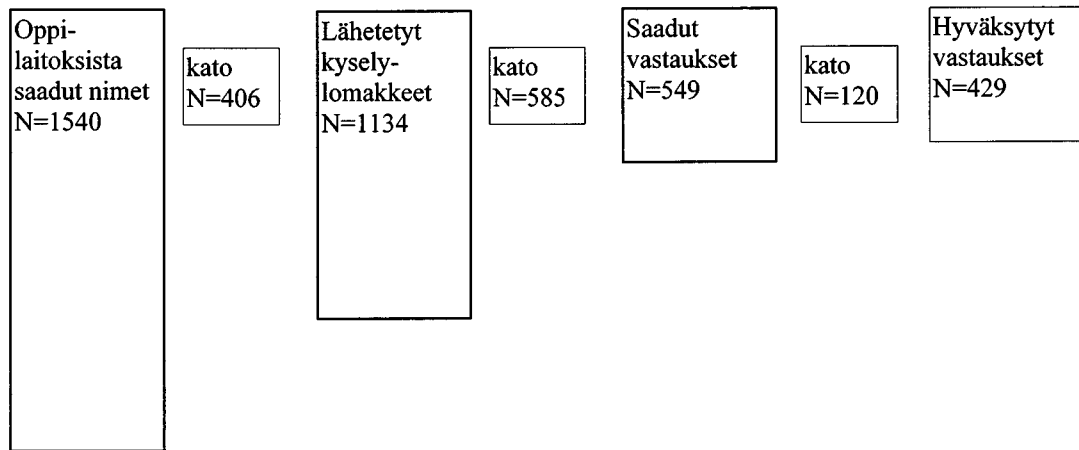 Oppi-
laitoksista
saadut nimet
N=1540
kato
N=406
Lähetetyt
kysely-
lomakkeet
N=1134
kato
N=585
Saadut
vastaukset
N=549
kato
N=120
Hyväksytyt
vastaukset
N=429